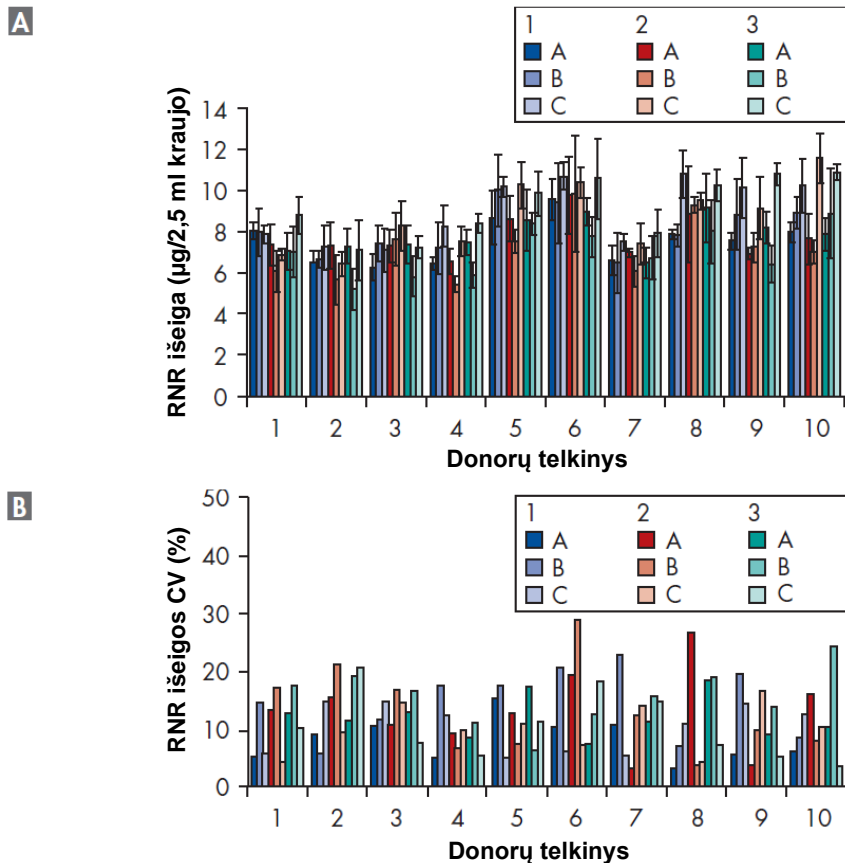 A
1 2 3
A A A
B B B
C C C
RNR išeiga (µg/2,5 ml kraujo)
14
12
10
8
6
4
2
0
1 2 3 4 5 6 7 8 9 10
Donorų telkinys
B
1 2 3
A A A
B B B
C C C
RNR išeigos CV (%)
50
40
30
20
10
0
1 2 3 4 5 6 7 8 9 10
Donorų telkinys